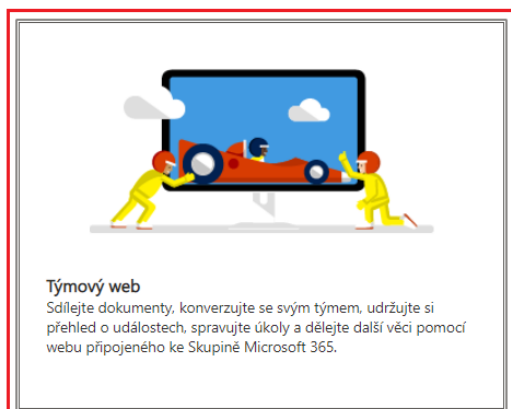 Týmový web
Sdílejte dokumenty, konverzujte se svým týmem, udržujte si
přehled o událostech, spravujte úkoly a dělejte další věci pomocí
webu připojeného ke Skupině Microsoft 365.